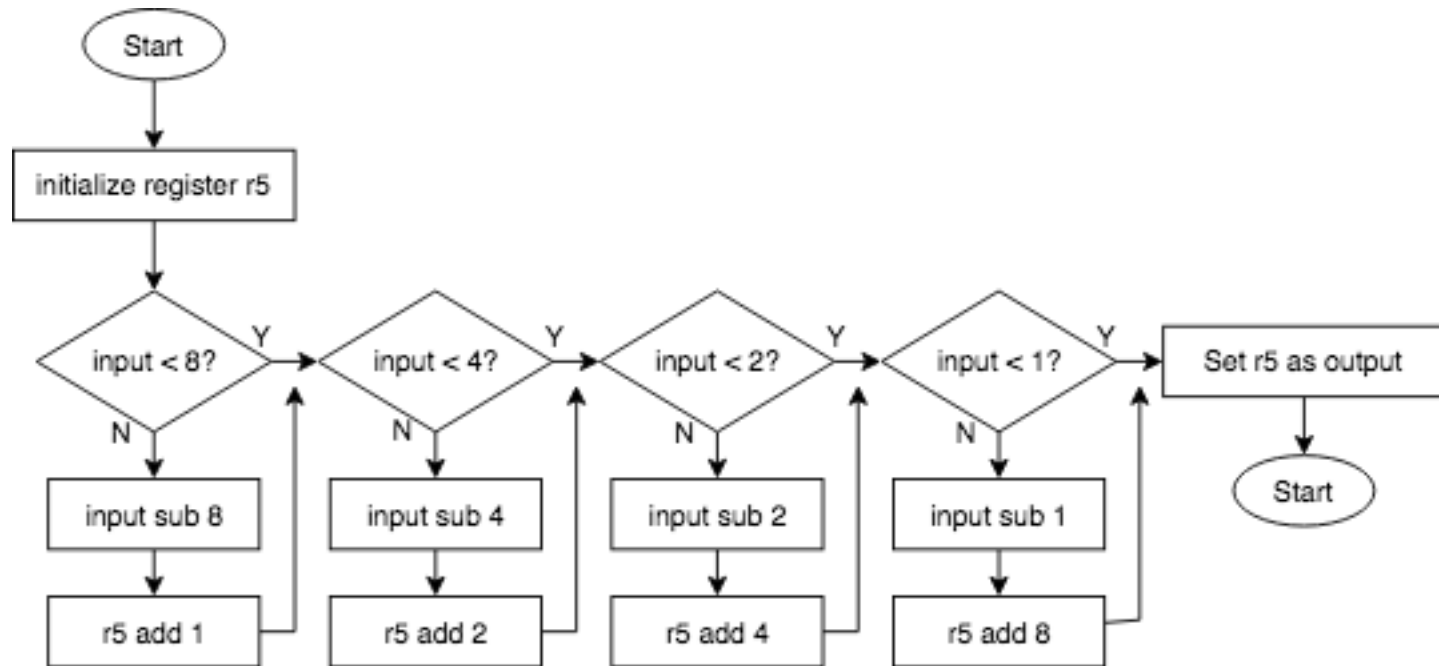 Start
initialize register r5
input < 8?
Y
N
input sub 8
r5 add 1
input < 4?
Y
N
input sub 4
r5 add 2
input < 2?
Y
N
input sub 2
r5 add 4
input < 1?
Y
N
input sub 1
r5 add 8
Set r5 as output
Start